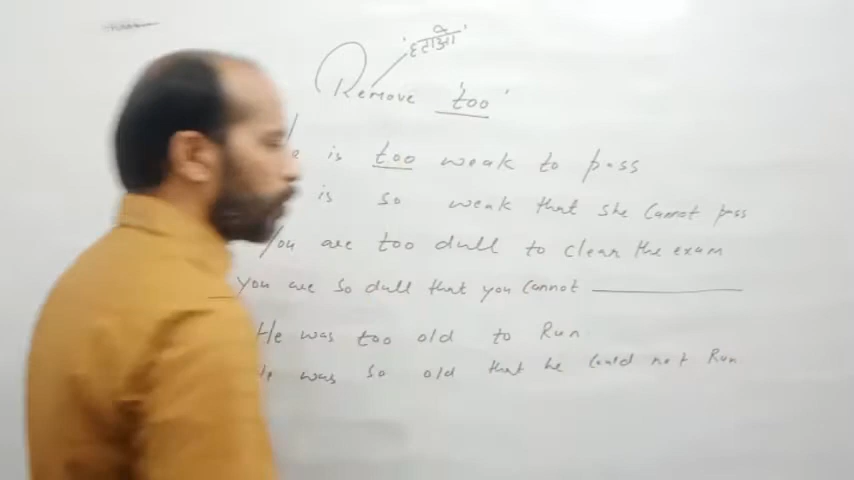 हटाओ
Remove 'too'
e is too weak to pass
is so weak that she cannot pass
You are too dull to clear the exam
you are so dull that you cannot
He was too old to Run
He was so old that he could not Run